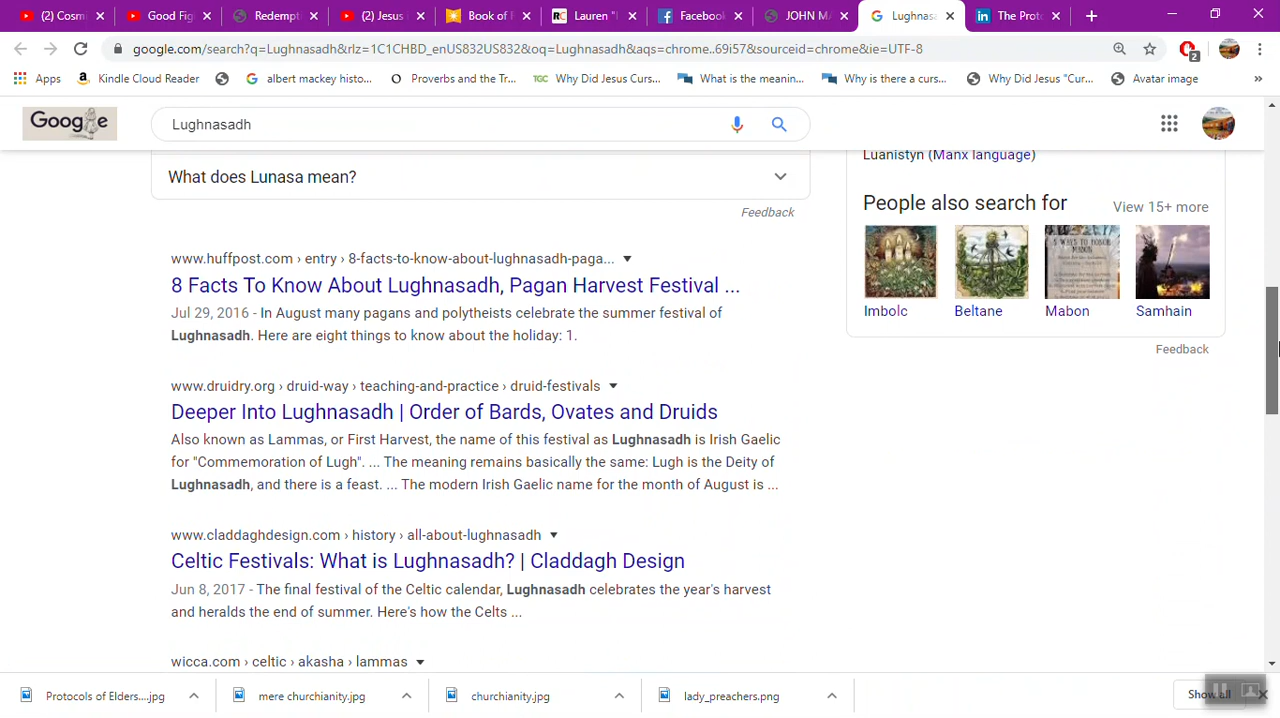 (2) Cosm
Good Fig
Redempti
(2) Jesus i
Book of R
Lauren "I
Facebook
JOHN MA
Lughnasa
The Proto
google.com/search?q=Lughnasadh&rlz=1C1CHBD_enUS832US832&oq=Lughnasadh&aqs=chrome..69i57&sourceid=chrome&ie=UTF-8
2
Apps
Kindle Cloud Reader
albert mackey histo...
Proverbs and the Tr...
TGC Why Did Jesus Curs...
What is the meanin...
Why is there a curs...
Why Did Jesus "Cur...
Avatar image
»
Google
Lughnasadh
What does Lunasa mean?
Feedback
www.huffpost.com › entry › 8-facts-to-know-about-lughnasadh-paga...
8 Facts To Know About Lughnasadh, Pagan Harvest Festival ...
Jul 29, 2016 - In August many pagans and polytheists celebrate the summer festival of
Lughnasadh. Here are eight things to know about the holiday: 1.
www.druidry.org › druid-way › teaching-and-practice › druid-festivals
Deeper Into Lughnasadh | Order of Bards, Ovates and Druids
Also known as Lammas, or First Harvest, the name of this festival as Lughnasadh is Irish Gaelic
for "Commemoration of Lugh". ... The meaning remains basically the same: Lugh is the Deity of
Lughnasadh, and there is a feast. ... The modern Irish Gaelic name for the month of August is ...
www.claddaghdesign.com › history › all-about-lughnasadh
Celtic Festivals: What is Lughnasadh? | Claddagh Design
Jun 8, 2017 - The final festival of the Celtic calendar, Lughnasadh celebrates the year's harvest
and heralds the end of summer. Here's how the Celts ...
wicca.com › celtic › akasha › lammas
Luanistyn (Manx language)
People also search for
View 15+ more
Imbolc
Beltane
Mabon
Samhain
Feedback
Protocols of Elders....jpg
mere churchianity.jpg
churchianity.jpg
lady_preachers.png
Show all